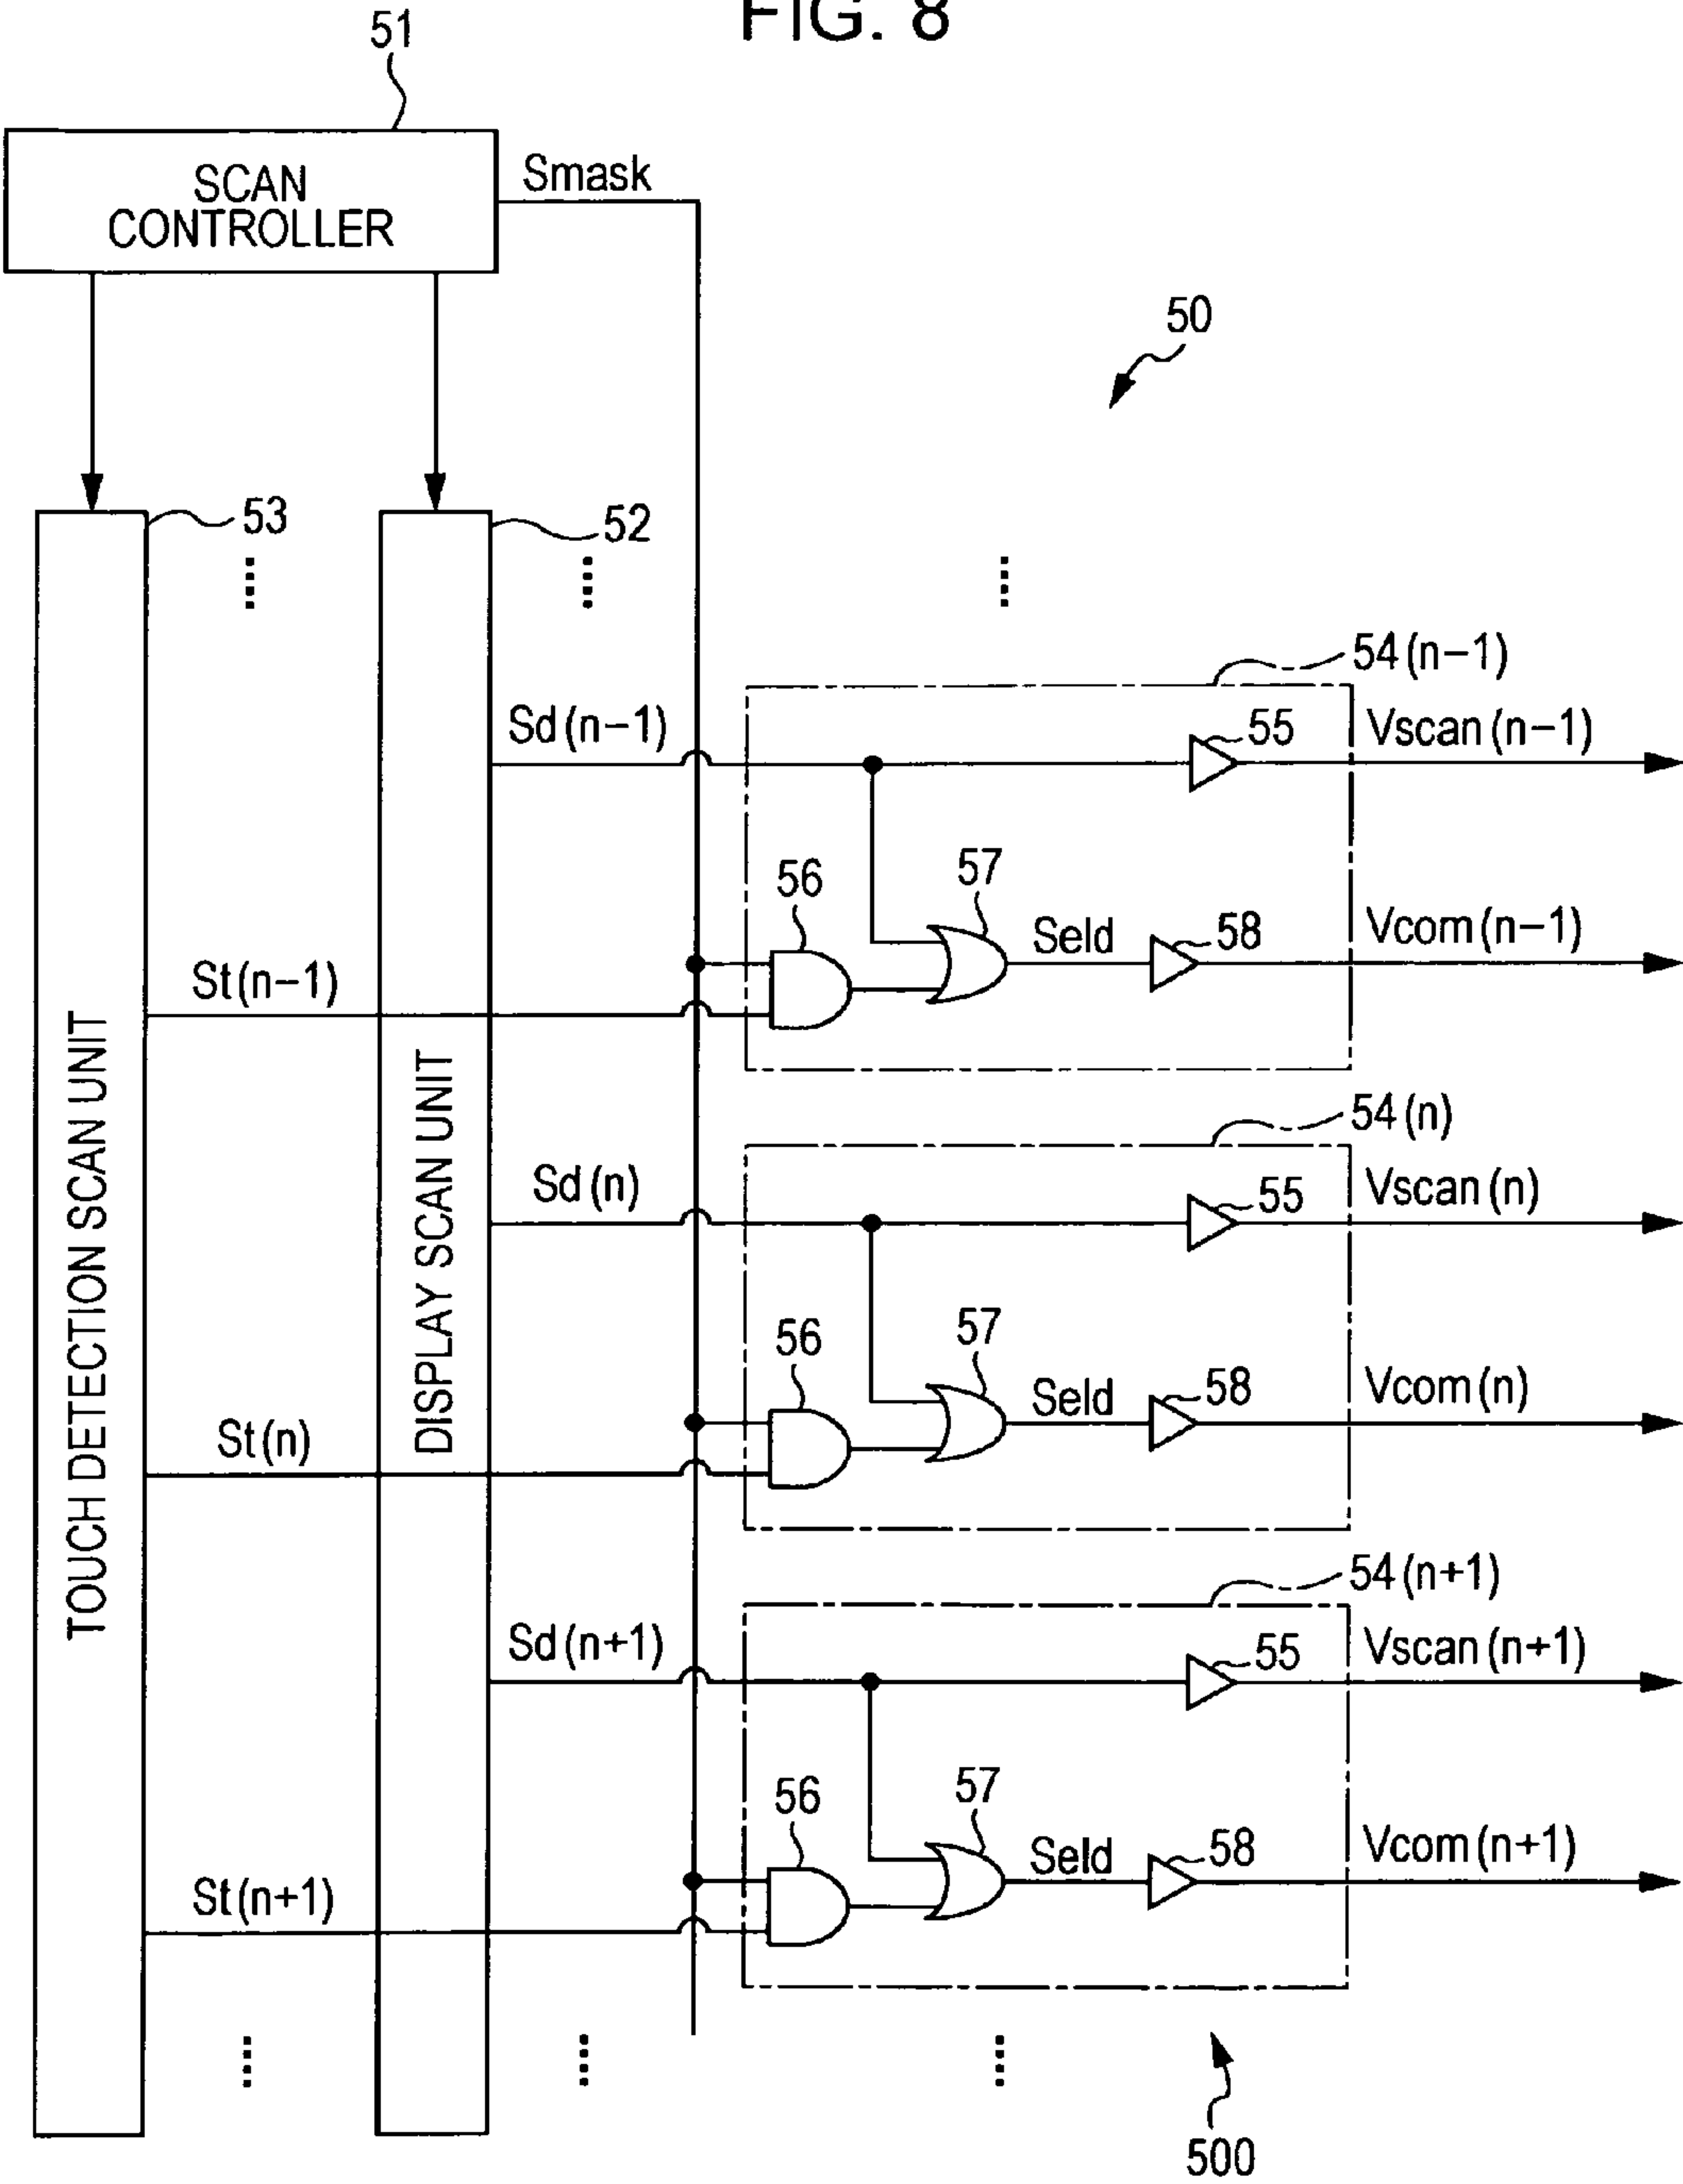 FIG. 8
51
SCAN
CONTROLLER
Smask
50
53
52
54(n−1)
Sd(n−1)
55
Vscan(n−1)
56
57
Seld
58
Vcom(n−1)
St(n−1)
TOUCH DETECTION SCAN UNIT
DISPLAY SCAN UNIT
54(n)
Sd(n)
55
Vscan(n)
56
57
Seld
58
Vcom(n)
St(n)
54(n+1)
Sd(n+1)
55
Vscan(n+1)
56
57
Seld
58
Vcom(n+1)
St(n+1)
500